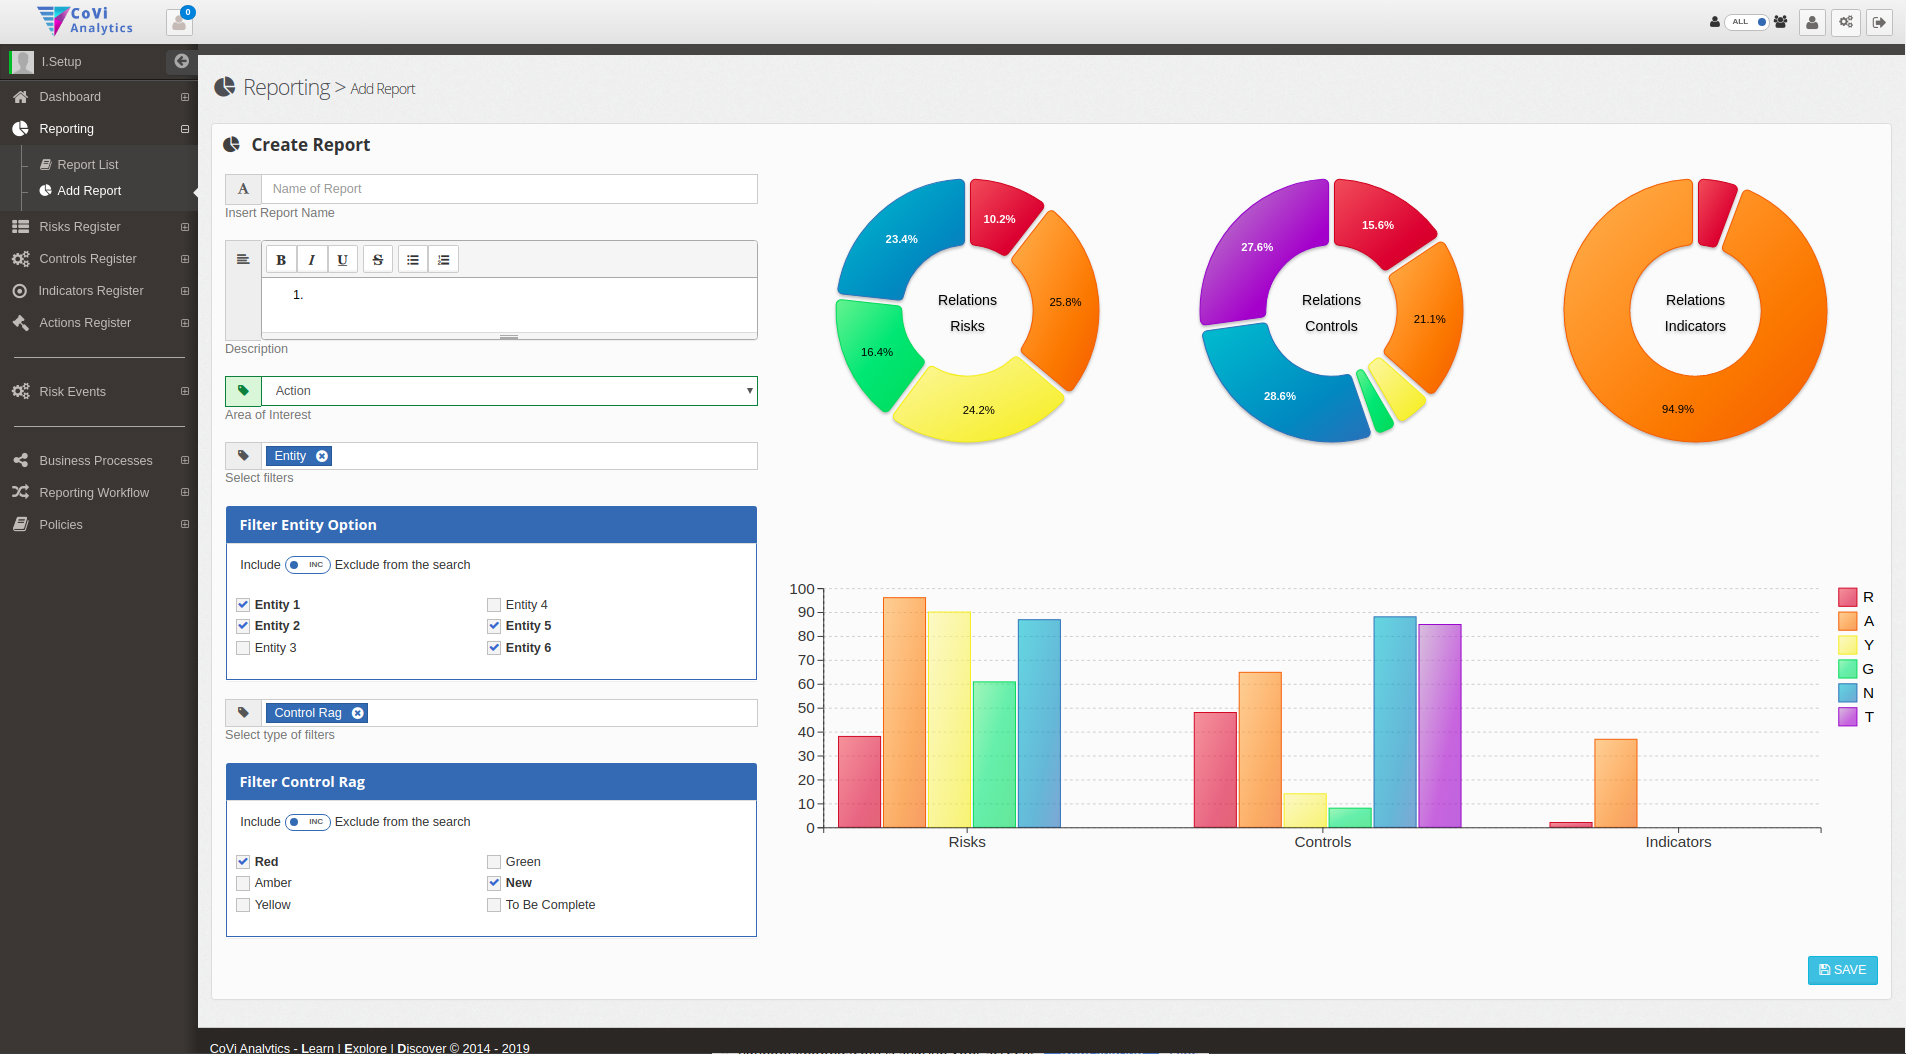 CoVi
Analytics
0
ALL
I.Setup
Dashboard
Reporting
Report List
Add Report
Risks Register
Controls Register
Indicators Register
Actions Register
Risk Events
Business Processes
Reporting Workflow
Policies
Reporting > Add Report
Create Report
A
Name of Report
Insert Report Name
B I U S
1.
Description
Action
Area of Interest
Entity
Select filters
Filter Entity Option
Include INC Exclude from the search
Entity 1
Entity 4
Entity 2
Entity 5
Entity 3
Entity 6
Control Rag
Select type of filters
Filter Control Rag
Include INC Exclude from the search
Red
Green
Amber
New
Yellow
To Be Complete
23.4%
10.2%
25.8%
16.4%
24.2%
Relations
Risks
27.6%
15.6%
21.1%
28.6%
Relations
Controls
94.9%
Relations
Indicators
100
90
80
70
60
50
40
30
20
10
0
Risks
Controls
Indicators
R
A
Y
G
N
T
SAVE
CoVi Analytics - Learn | Explore | Discover © 2014 - 2019